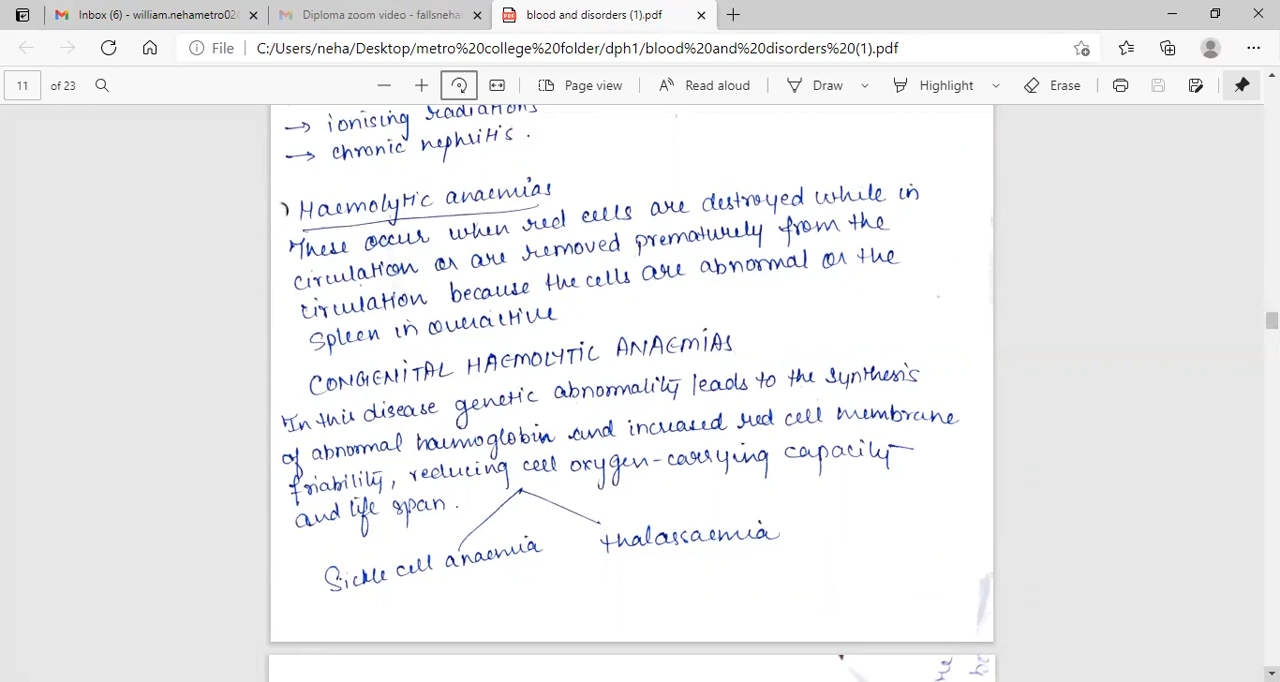 Inbox (6) - william.nehametro02
Diploma zoom video - fallsneha
blood and disorders (1).pdf
File
C:/Users/neha/Desktop/metro%20college%20folder/dph1/blood%20and%20disorders%20(1).pdf
11 of 23
Page view
Read aloud
Draw
Highlight
Erase
→ ionising radiations
→ chronic nephritis.
Haemolytic anaemias
These occur when red cells are destroyed while in
circulation or are removed prematurely from the
circulation because the cells are abnormal or the
spleen in overactive
CONGENITAL HAEMOLYTIC ANAEMIAS
In this disease genetic abnormality leads to the synthesis
of abnormal haemoglobin and increased red cell membrane
friability, reducing cell oxygen-carrying capacity
and life span.
Sickle cell anaemia
thalassaemia